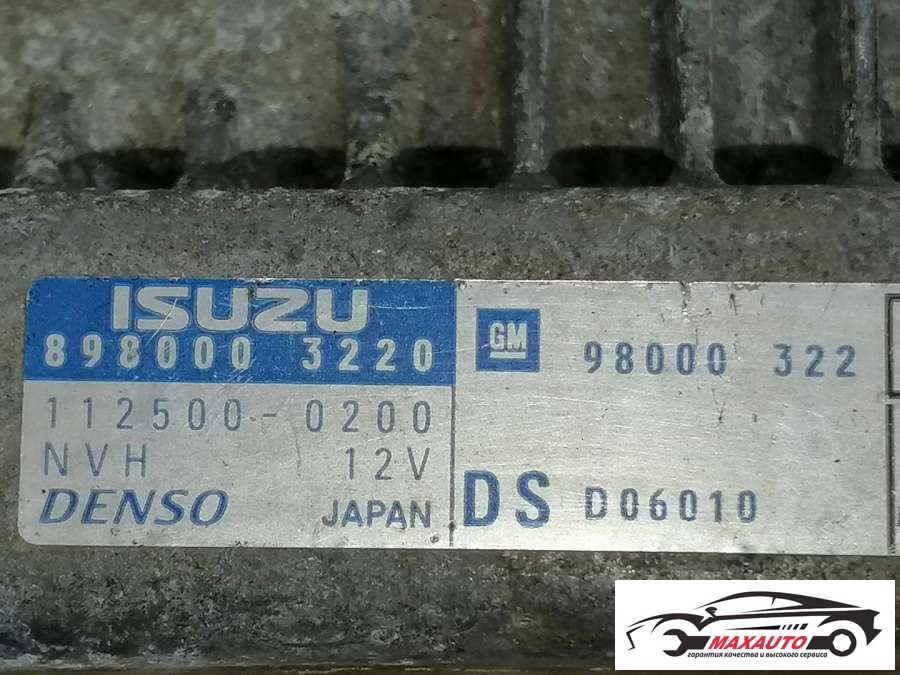 ISUZU
898000 3220
112500-0200
NVH 12V
DENSO JAPAN
GM 98000 322
DS D06010
MAXAUTO
гарантия качества и высокого сервиса